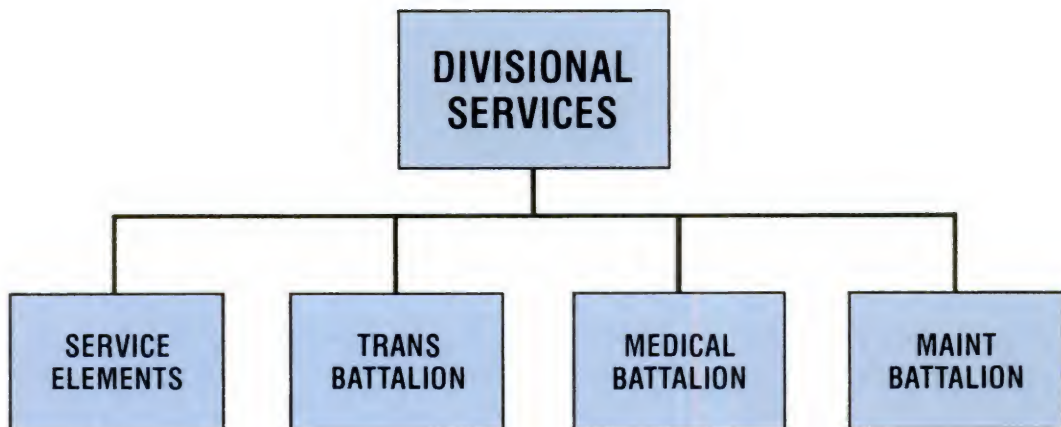 DIVISIONAL
SERVICES
SERVICE
ELEMENTS
TRANS
BATTALION
MEDICAL
BATTALION
MAINT
BATTALION